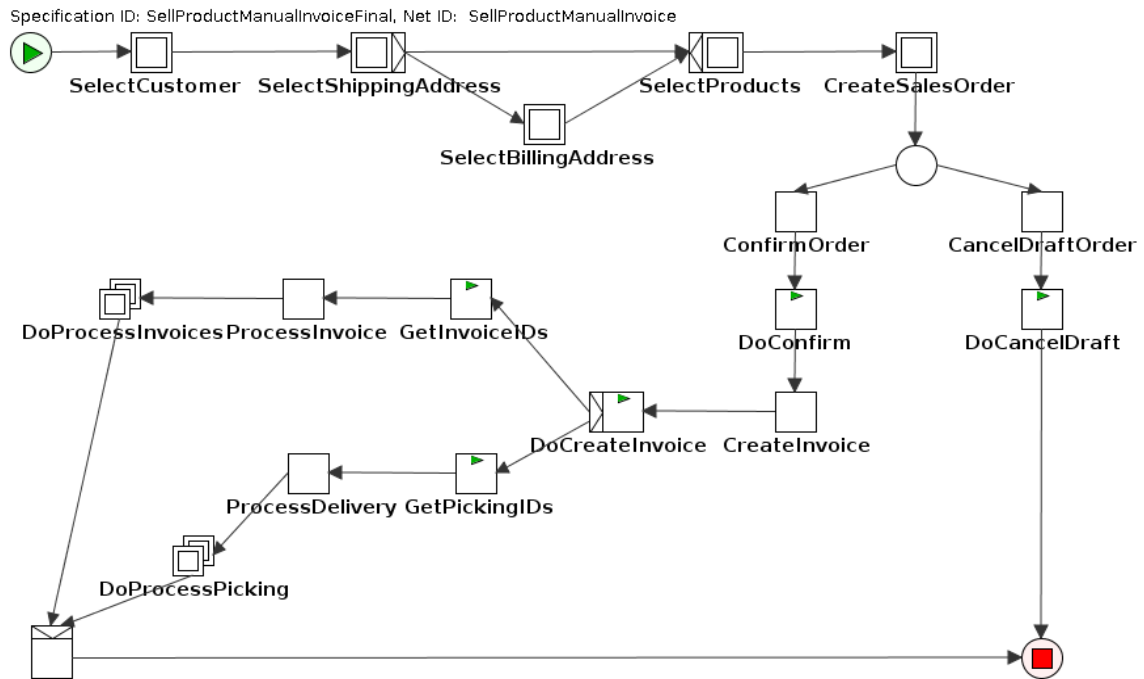 Specification ID: SellProductManualInvoiceFinal, Net ID: SellProductManualInvoice
SelectCustomer
SelectShippingAddress
SelectProducts
CreateSalesOrder
SelectBillingAddress
ConfirmOrder
CancelDraftOrder
DoProcessInvoices
ProcessInvoice
GetInvoiceIDs
DoConfirm
DoCancelDraft
DoCreateInvoice
CreateInvoice
ProcessDelivery
GetPickingIDs
DoProcessPicking